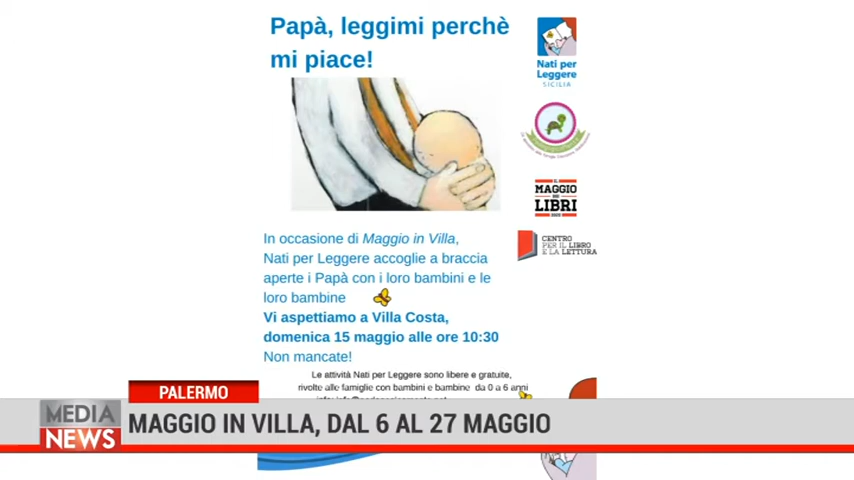 Papà, leggimi perchè
mi piace!
Nati per
Leggere
SICILIA
IL
MAGGIO
DEI
LIBRI
CENTRO
PER IL LIBRO
E LA LETTURA
In occasione di Maggio in Villa,
Nati per Leggere accoglie a braccia
aperte i Papà con i loro bambini e le
loro bambine
Vi aspettiamo a Villa Costa,
domenica 15 maggio alle ore 10:30
Non mancate!
Le attività Nati per Leggere sono libere e gratuite,
rivolte alle famiglie con bambini e bambine da 0 a 6 anni
PALERMO
MEDIA
NEWS
MAGGIO IN VILLA, DAL 6 AL 27 MAGGIO